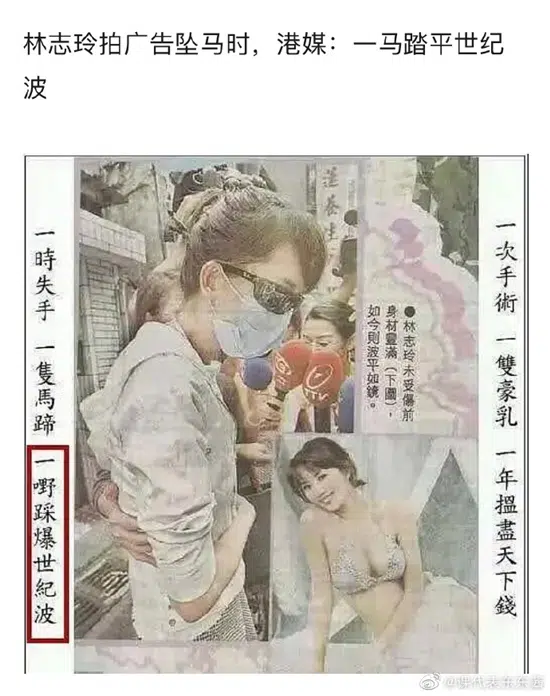 林志玲拍广告坠马时，港媒：一马踏平世纪
波
一次手術 一雙豪乳 一年搵盡天下錢
●林志玲未受傷前
身材豐滿（下圖），
如今則波平如鏡。
一時失手 一隻馬蹄 一嘢踩爆世紀波